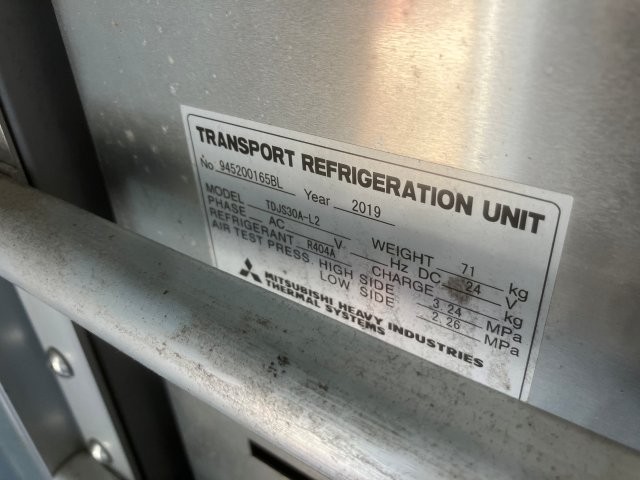 TRANSPORT REFRIGERATION UNIT
No 945200165BL Year 2019
MODEL TDJS30A-L2 WEIGHT 71 kg
PHASE AC V Hz DC 24 V
REFRIGERANT R404A CHARGE kg
AIR TEST PRESS. HIGH SIDE 3.24 MPa
LOW SIDE 2.26 MPa
MITSUBISHI HEAVY INDUSTRIES
THERMAL SYSTEMS